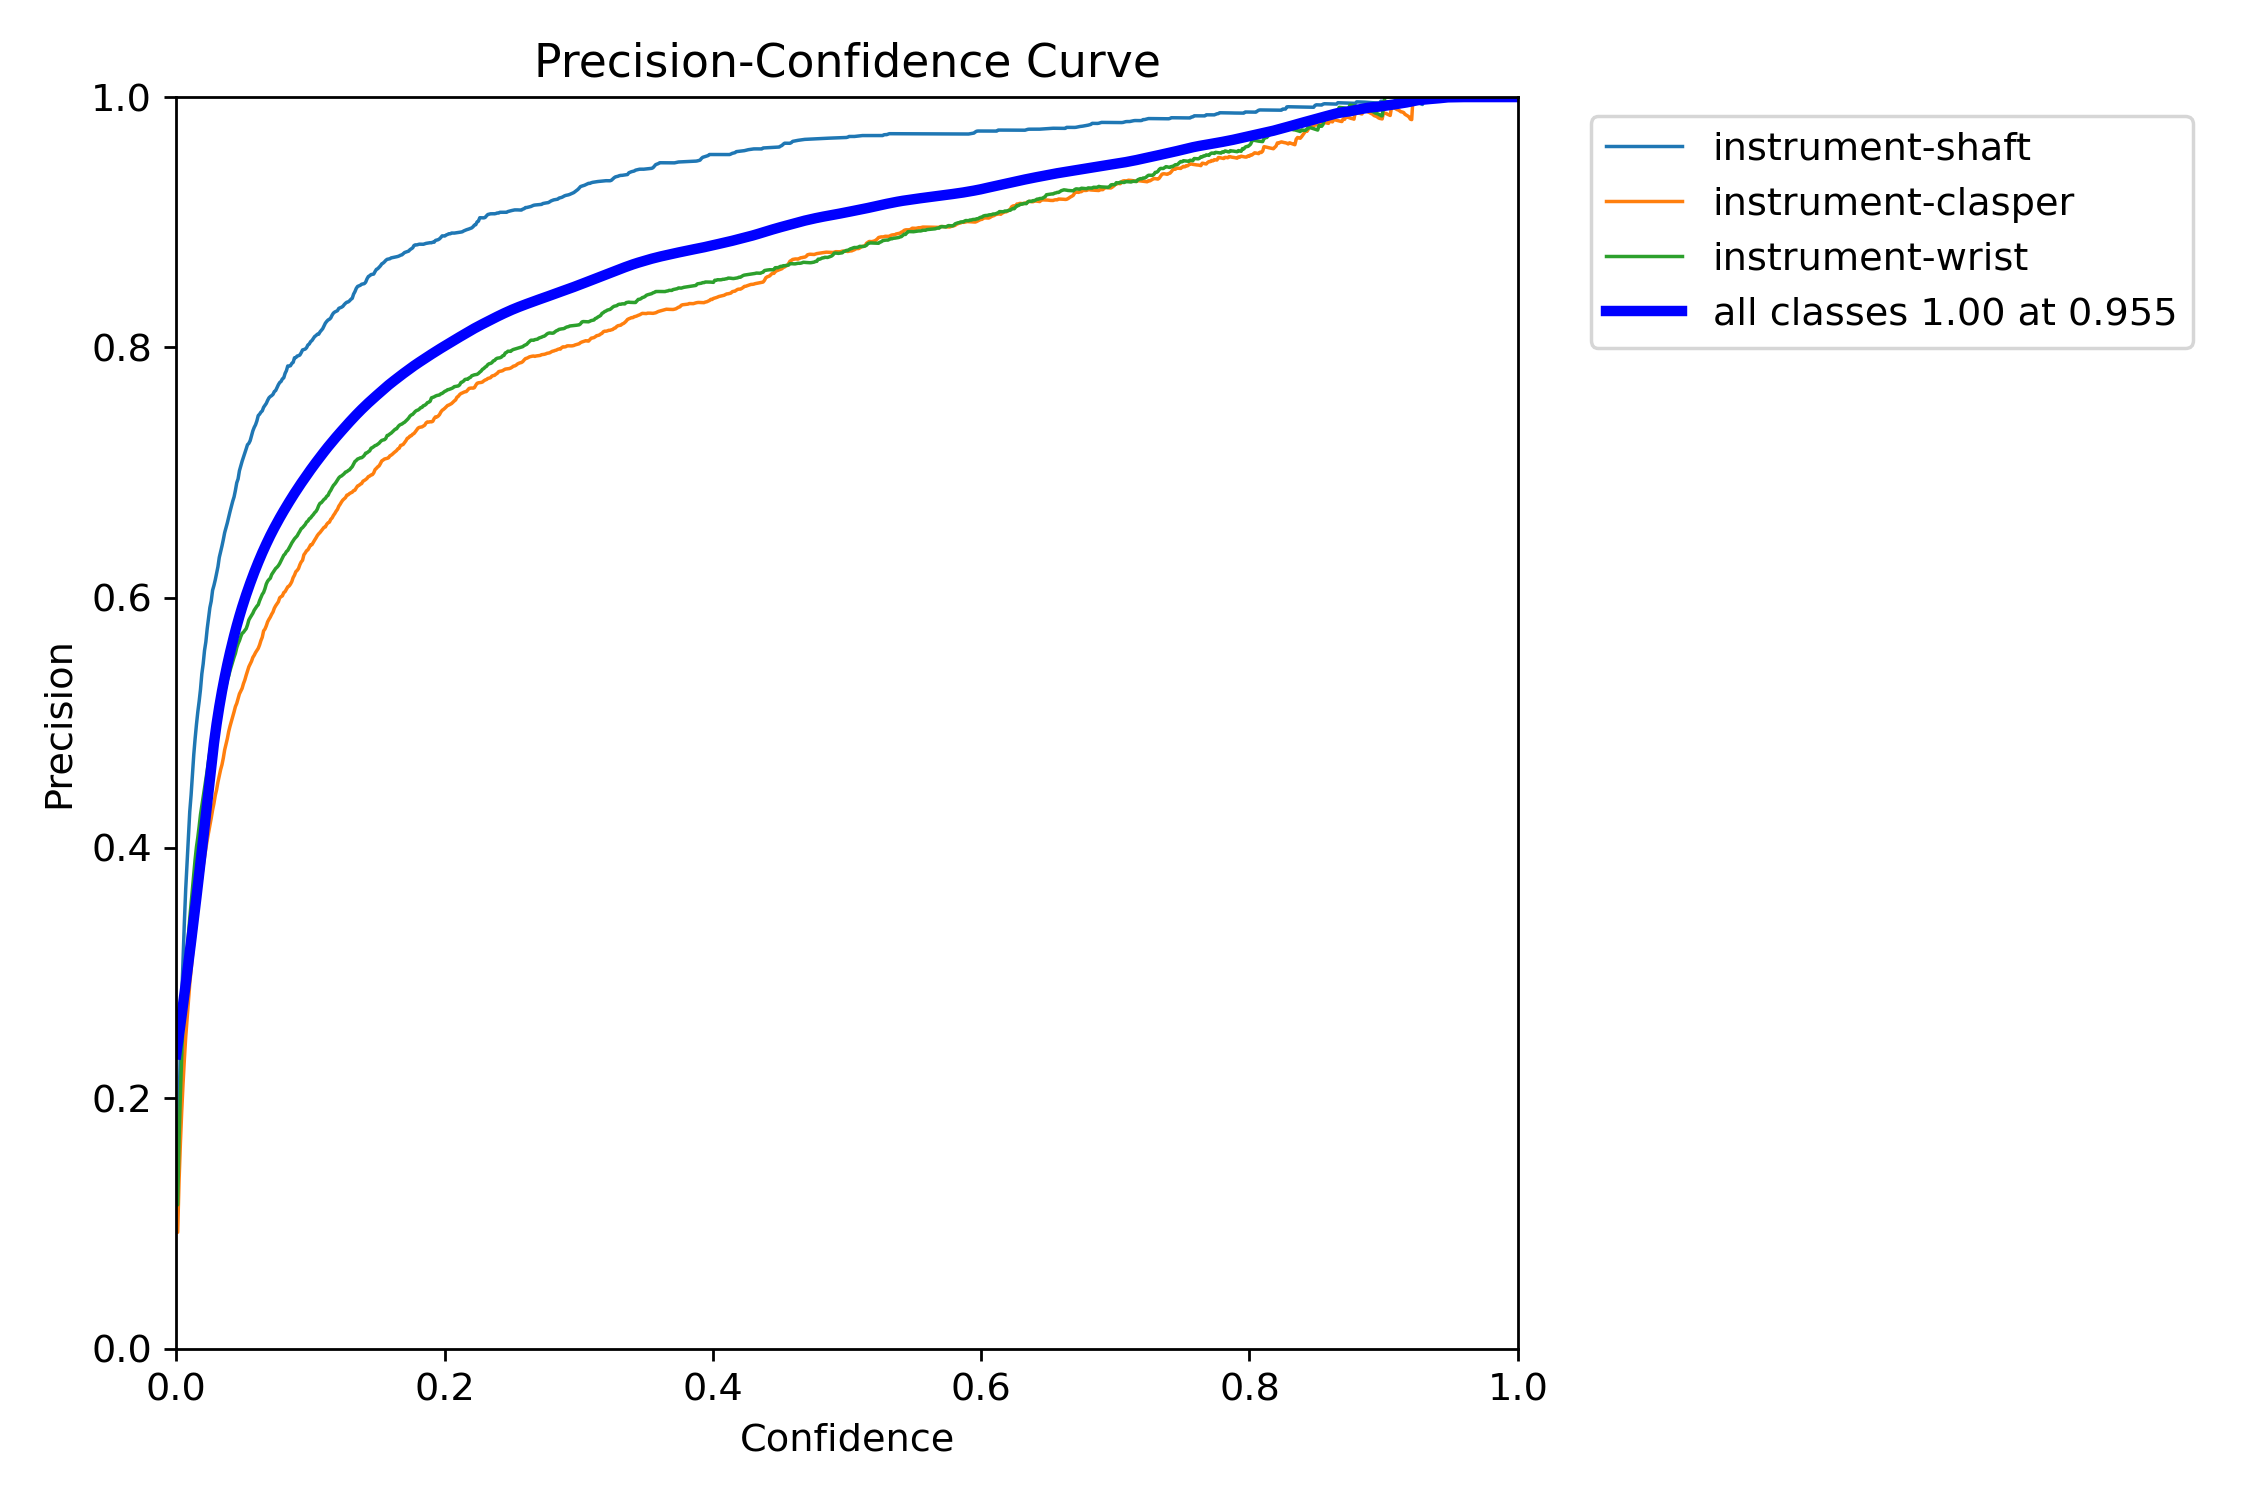 Precision-Confidence Curve
1.0
0.8
0.6
0.4
0.2
0.0
Precision
0.0 0.2 0.4 0.6 0.8 1.0
Confidence
instrument-shaft
instrument-clasper
instrument-wrist
all classes 1.00 at 0.955